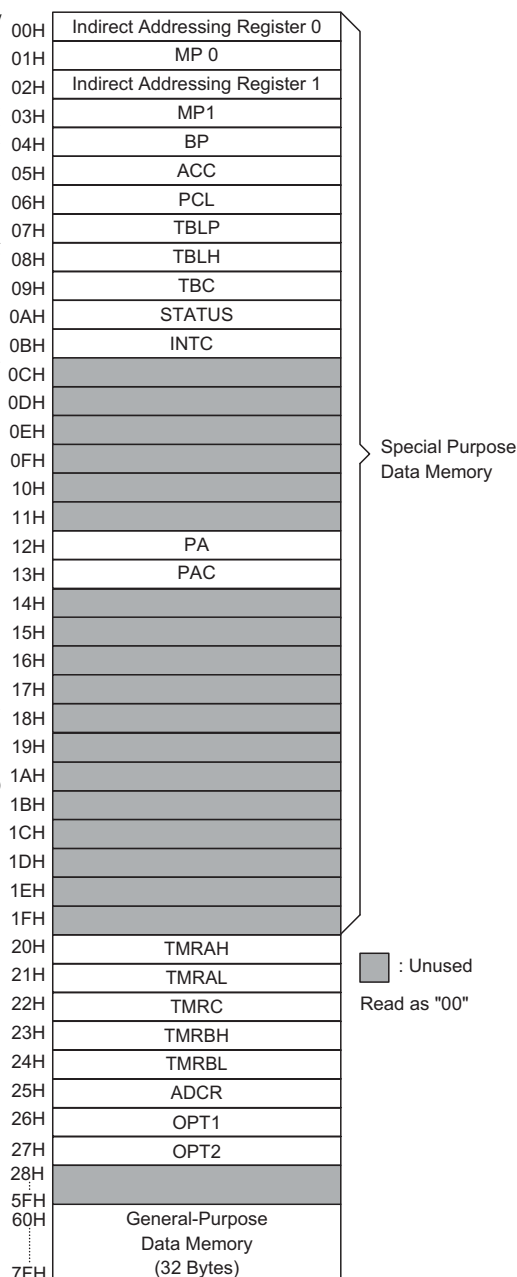 00H Indirect Addressing Register 0
01H MP 0
02H Indirect Addressing Register 1
03H MP1
04H BP
05H ACC
06H PCL
07H TBLP
08H TBLH
09H TBC
0AH STATUS
0BH INTC
0CH
0DH
0EH
0FH
10H
11H
12H PA
13H PAC
14H
15H
16H
17H
18H
19H
1AH
1BH
1CH
1DH
1EH
1FH
Special Purpose
Data Memory
20H TMRAH
21H TMRAL
22H TMRC
23H TMRBH
24H TMRBL
25H ADCR
26H OPT1
27H OPT2
28H
5FH
60H General-Purpose
Data Memory
7FH (32 Bytes)
: Unused
Read as "00"